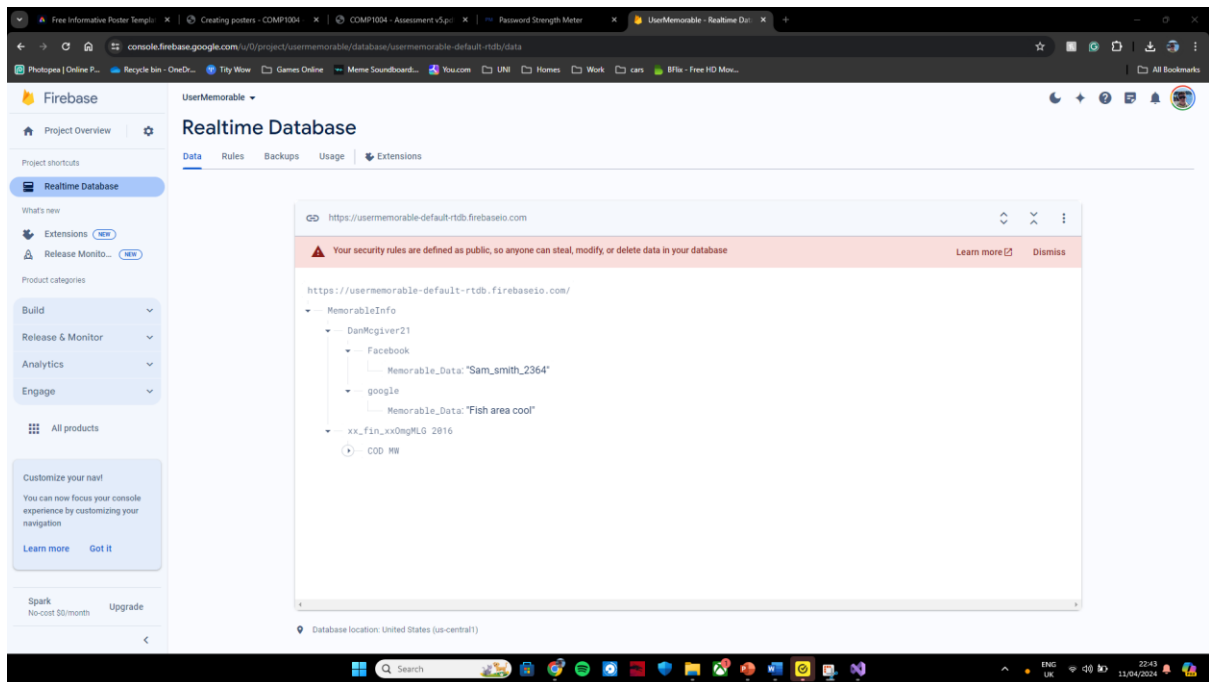 Free Informative Poster Templat
Creating posters - COMP1004 -
COMP1004 - Assessment v5.pd
Password Strength Meter
UserMemorable - Realtime Dat
console.firebase.google.com/u/0/project/usermemorable/database/usermemorable-default-rtdb/data
Photopea | Online P...
Recycle bin - OneDr...
Tity Wow
Games Online
Meme Soundboard...
You.com
UNI
Homes
Work
cars
BFlix - Free HD Mov...
All Bookmarks
Firebase
UserMemorable
Project Overview
Realtime Database
Data Rules Backups Usage Extensions
Project shortcuts
Realtime Database
What's new
Extensions NEW
Release Monito... NEW
Product categories
Build
Release & Monitor
Analytics
Engage
All products
Customize your nav!
You can now focus your console
experience by customizing your
navigation
Learn more Got it
Spark
No-cost $0/month
Upgrade
https://usermemorable-default-rtdb.firebaseio.com
Your security rules are defined as public, so anyone can steal, modify, or delete data in your database
Learn more Dismiss
https://usermemorable-default-rtdb.firebaseio.com/
MemorableInfo
DanMcgiver21
Facebook
Memorable_Data: "Sam_smith_2364"
google
Memorable_Data: "Fish area cool"
xx_fin_xxOmgMLG 2016
COD MW
Database location: United States (us-central1)
Search
ENG
UK
22:43
11/04/2024